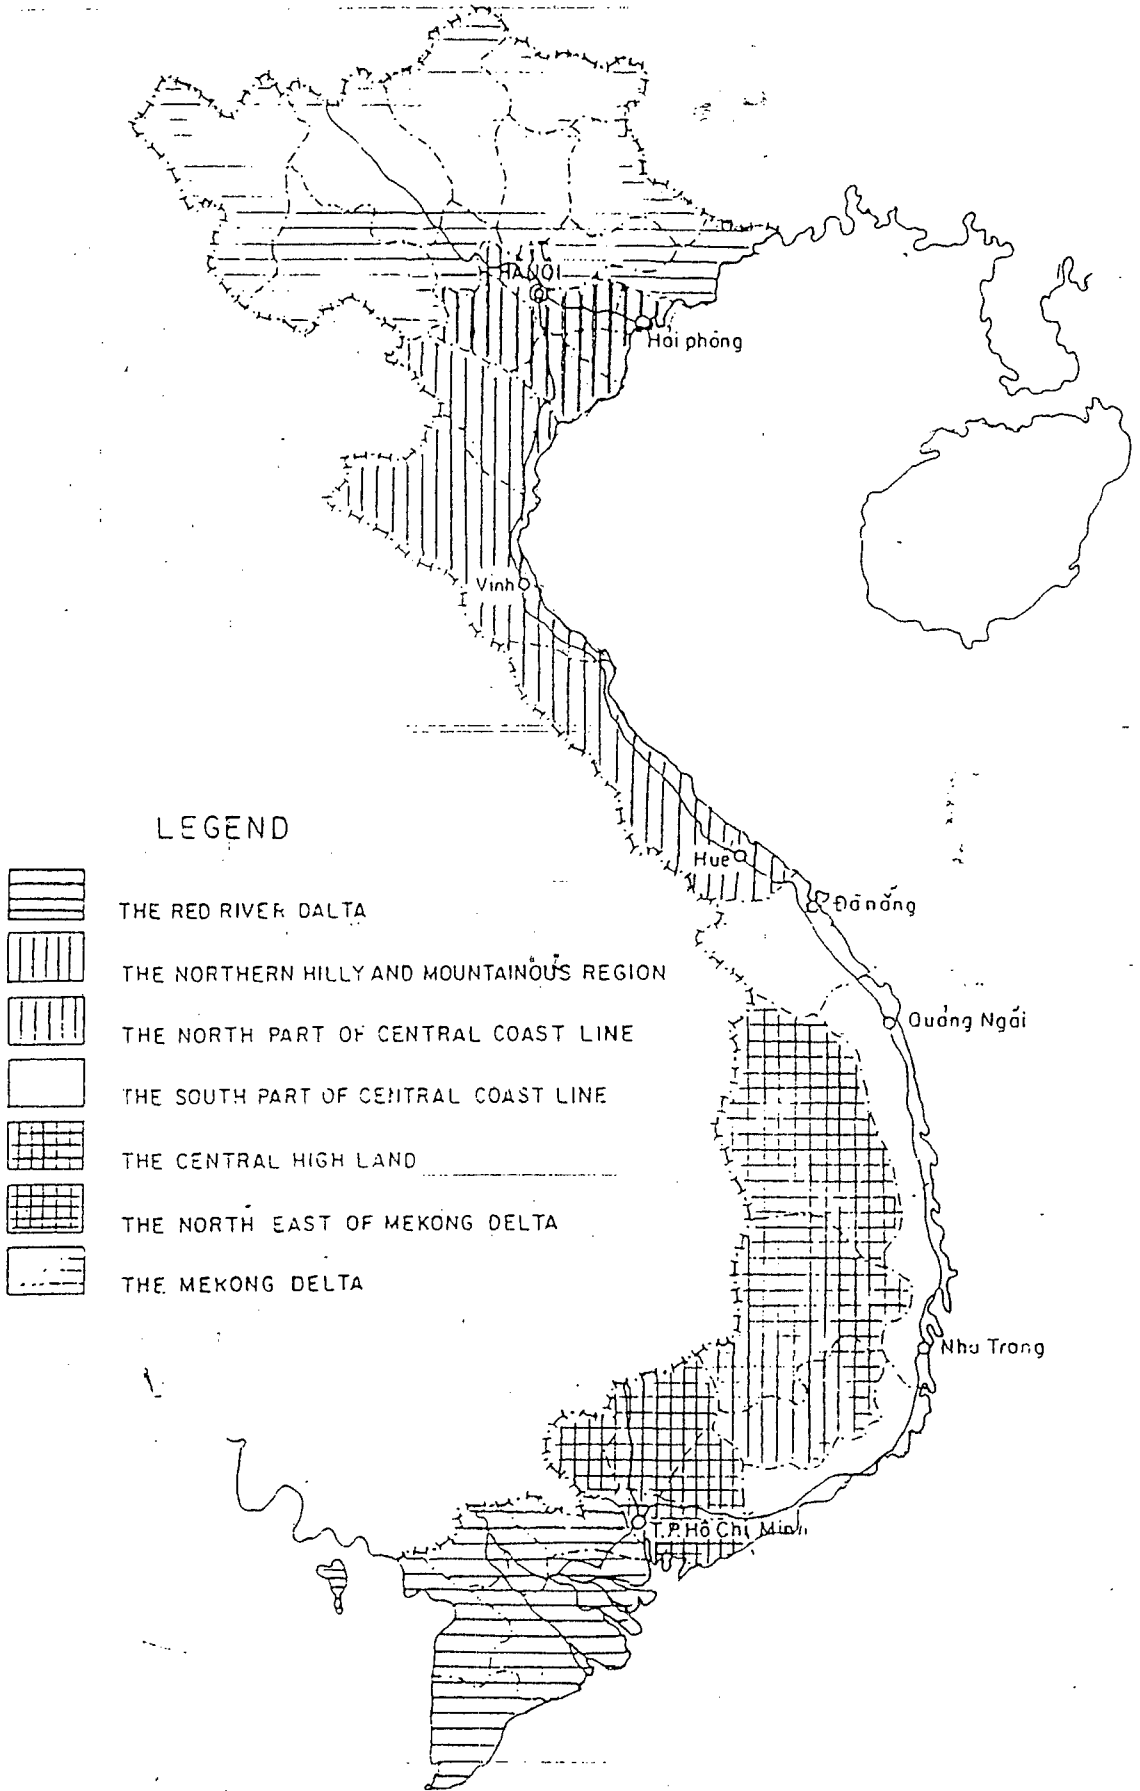 HANOI
Hải phòng
Vinh
LEGEND
Huế
THE RED RIVER DALTA
Đà nẵng
THE NORTHERN HILLY AND MOUNTAINOUS REGION
THE NORTH PART OF CENTRAL COAST LINE
Quảng Ngãi
THE SOUTH PART OF CENTRAL COAST LINE
THE CENTRAL HIGH LAND
THE NORTH EAST OF MEKONG DELTA
THE MEKONG DELTA
Nha Trang
T.P. Hồ Chí Minh